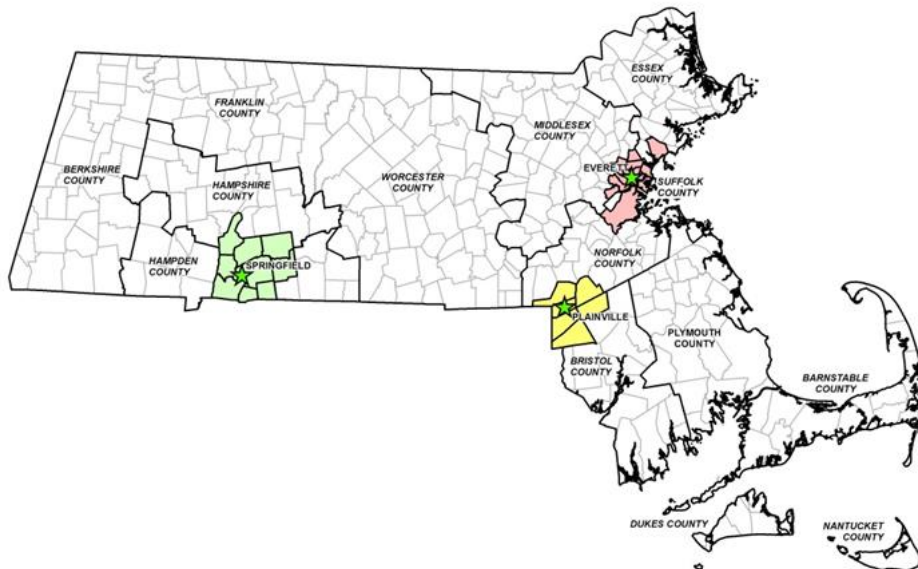 ESSEX
COUNTY
FRANKLIN
COUNTY
MIDDLESEX
COUNTY
BERKSHIRE
COUNTY
HAMPSHIRE
COUNTY
WORCESTER
COUNTY
EVERETT
SUFFOLK
COUNTY
HAMPDEN
COUNTY
SPRINGFIELD
NORFOLK
COUNTY
PLAINVILLE
PLYMOUTH
COUNTY
BRISTOL
COUNTY
BARNSTABLE
COUNTY
DUKES COUNTY
NANTUCKET
COUNTY